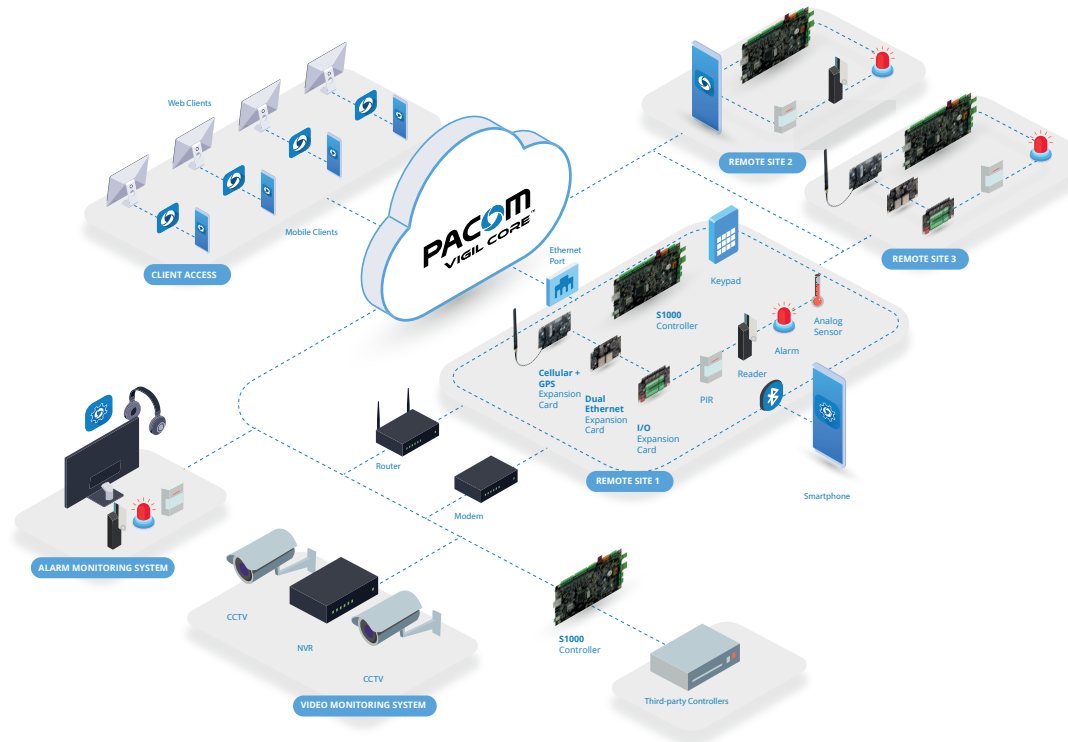 Web Clients
Mobile Clients
CLIENT ACCESS
PACOM™
VIGIL CORE
REMOTE SITE 2
REMOTE SITE 3
Ethernet
Port
S1000
Controller
Keypad
Analog
Sensor
Alarm
Reader
PIR
Cellular +
GPS
Expansion
Card
Dual
Ethernet
Expansion
Card
I/O
Expansion
Card
REMOTE SITE 1
Smartphone
Router
Modem
ALARM MONITORING SYSTEM
CCTV
NVR
CCTV
VIDEO MONITORING SYSTEM
S1000
Controller
Third-party Controllers